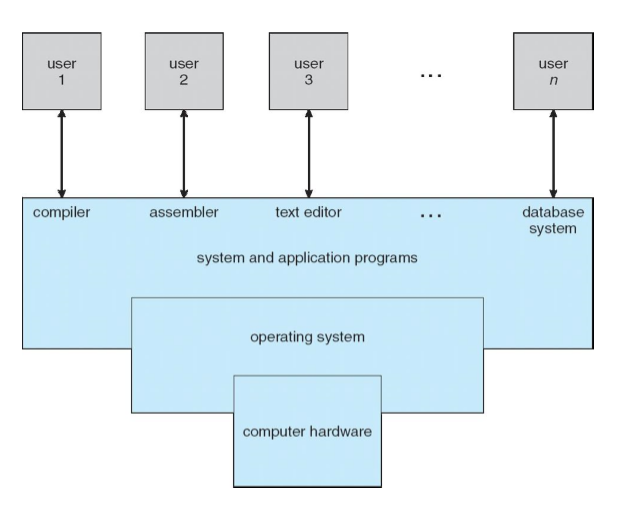 user
1
user
2
user
3
...
user
n
compiler
assembler
text editor
...
database
system
system and application programs
operating system
computer hardware